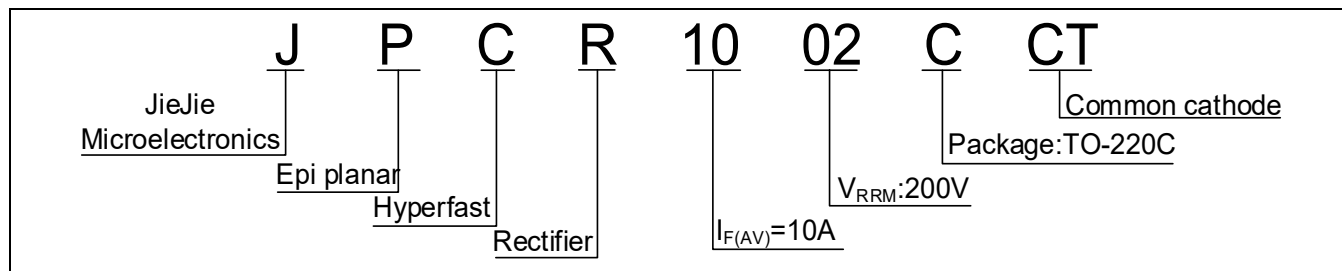 J P C R 10 02 C CT
JieJie
Microelectronics
Common cathode
Package:TO-220C
Epi planar
VRRM:200V
Hyperfast
Rectifier
IF(AV)=10A